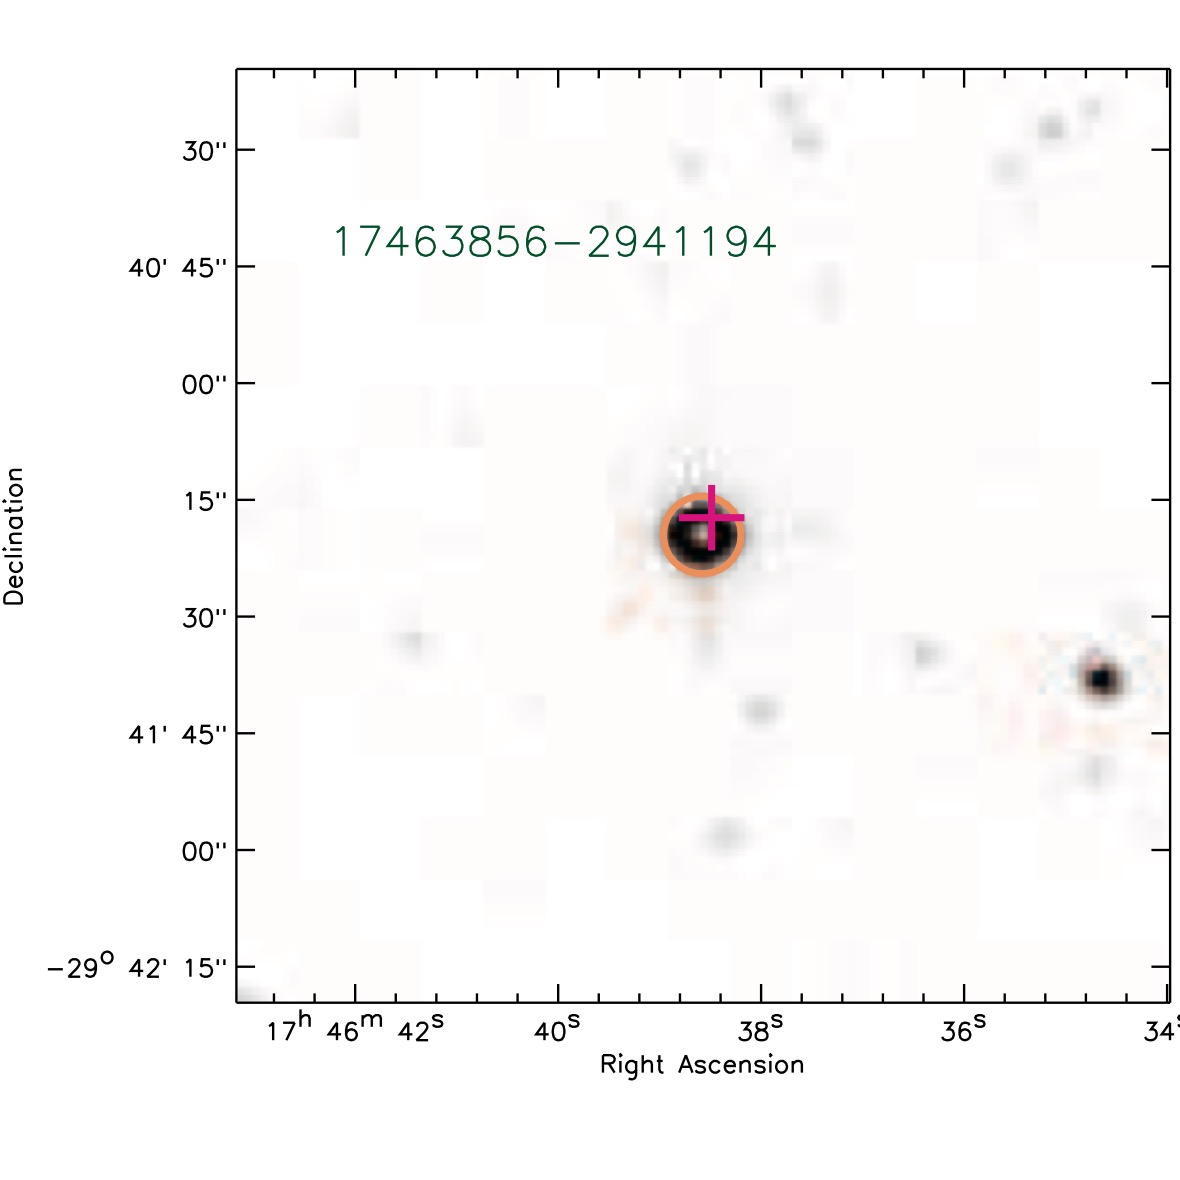 17463856-2941194
30"
40' 45"
00"
15"
30"
41' 45"
00"
-29° 42' 15"
Declination
17h 46m 42s 40s 38s 36s 34s
Right Ascension